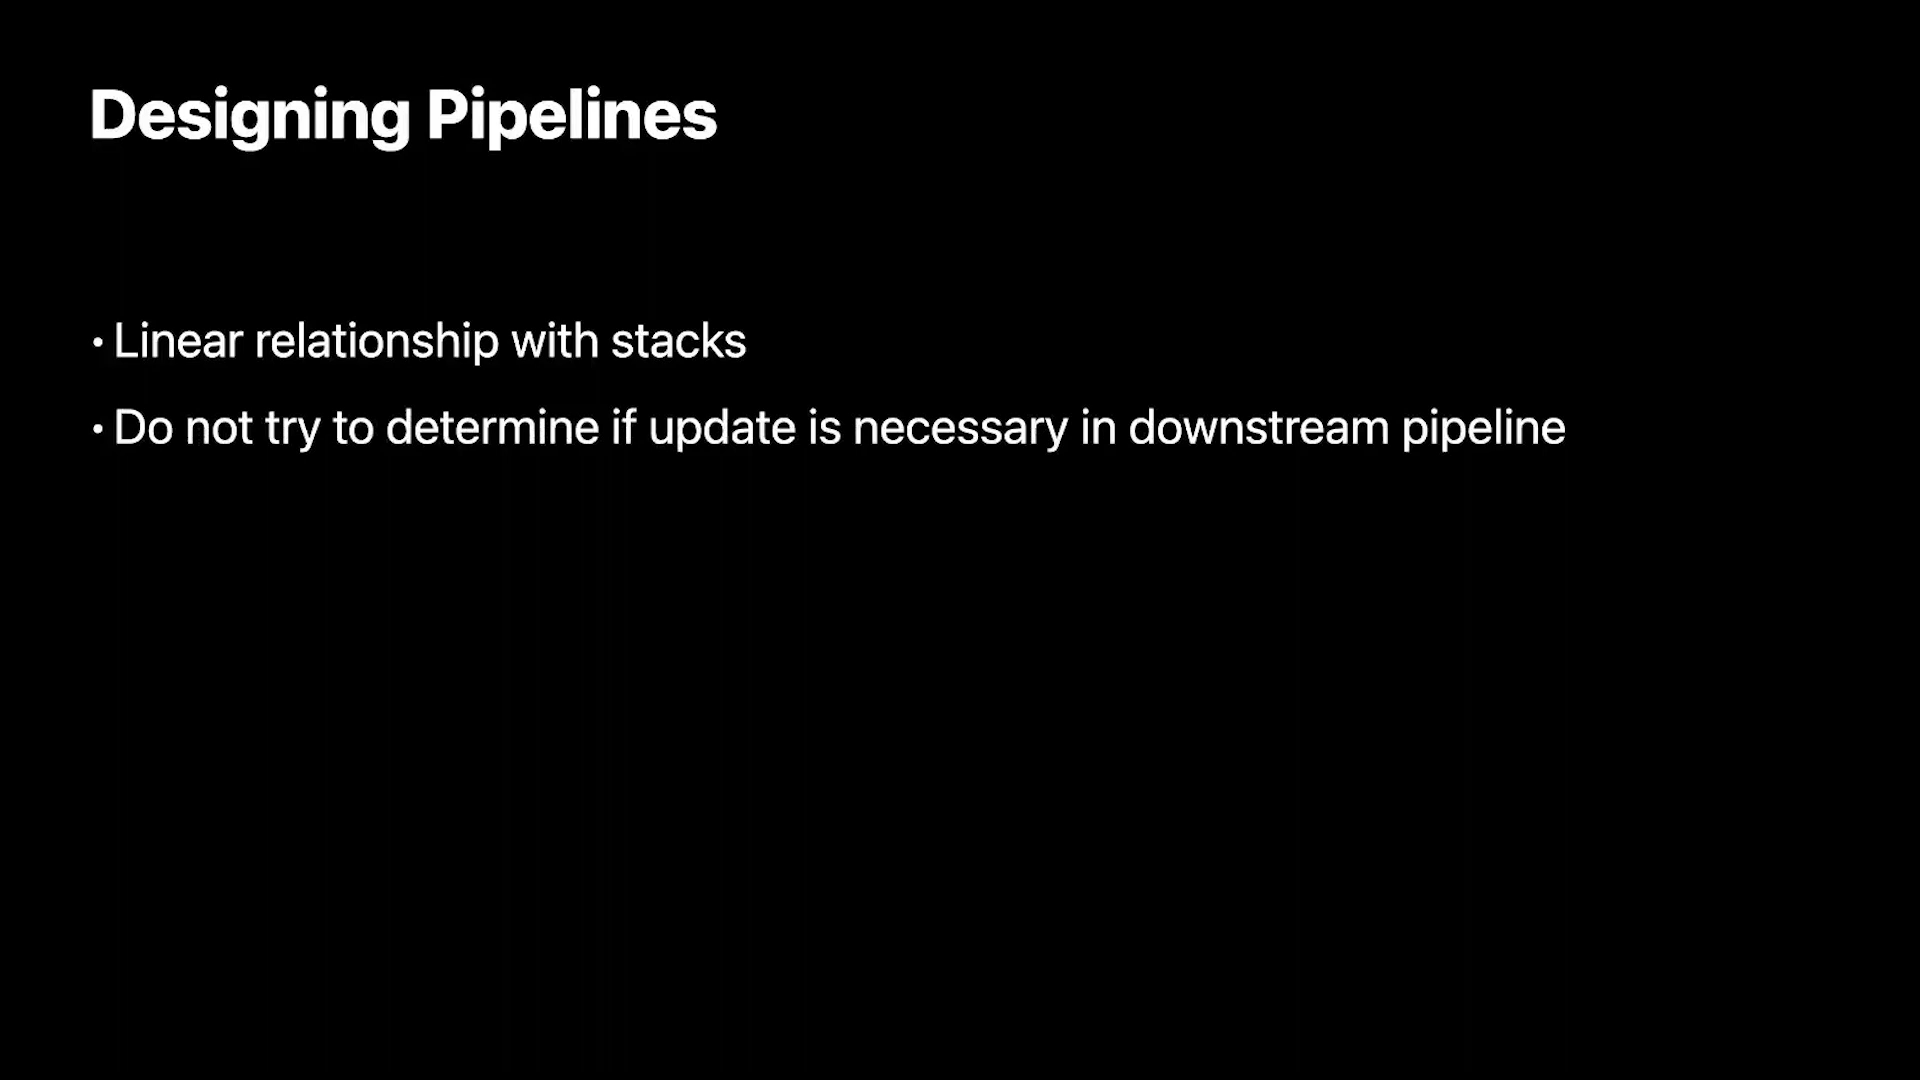 Designing Pipelines
• Linear relationship with stacks
• Do not try to determine if update is necessary in downstream pipeline